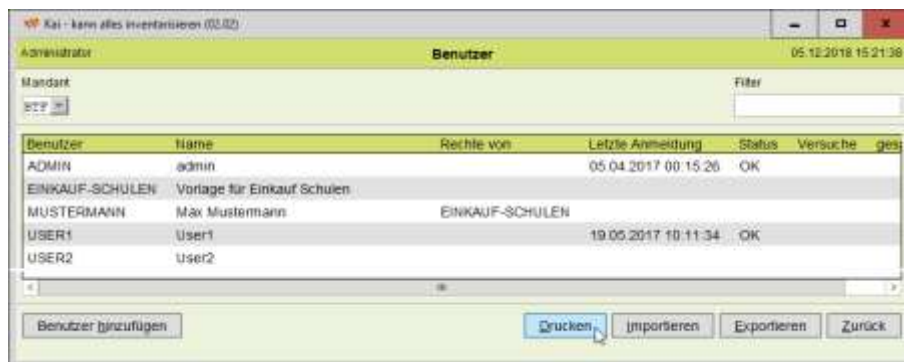 Kai - kann alles inventarisieren (02.02)
Administrator Benutzer 05.12.2018 15:21:38
Mandant Filter
Benutzer Name Rechte von Letzte Anmeldung Status Versuche
ADMIN admin 05.04.2017 00:15:26 OK
EINKAUF-SCHULEN Vorlage für Einkauf Schulen
MUSTERMANN Max Mustermann EINKAUF-SCHULEN
USER1 User1 19.05.2017 10:11:34 OK
USER2 User2
Benutzer hinzufügen Drucken Importieren Exportieren Zurück